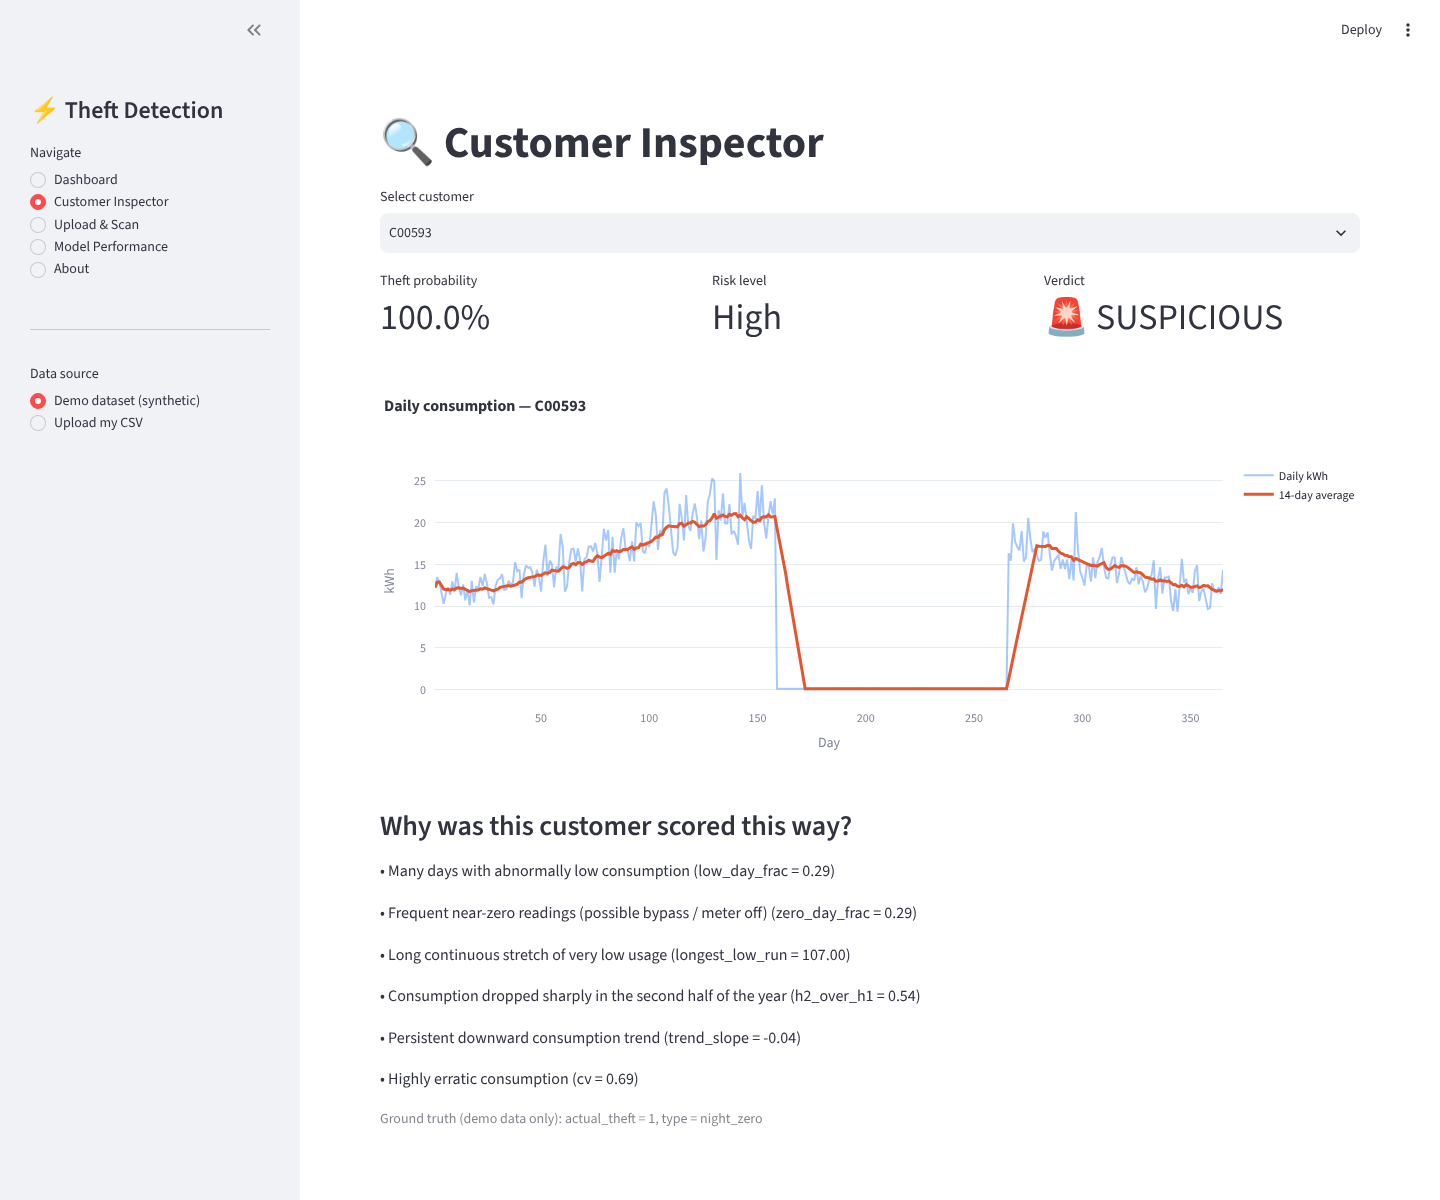 Deploy
⚡ Theft Detection
Navigate
Dashboard
Customer Inspector
Upload & Scan
Model Performance
About
Data source
Demo dataset (synthetic)
Upload my CSV
🔍 Customer Inspector
Select customer
C00593
Theft probability
100.0%
Risk level
High
Verdict
🚨 SUSPICIOUS
Daily consumption — C00593
Daily kWh
14-day average
25
20
15
10
5
0
kWh
50 100 150 200 250 300 350
Day
Why was this customer scored this way?
• Many days with abnormally low consumption (low_day_frac = 0.29)
• Frequent near-zero readings (possible bypass / meter off) (zero_day_frac = 0.29)
• Long continuous stretch of very low usage (longest_low_run = 107.00)
• Consumption dropped sharply in the second half of the year (h2_over_h1 = 0.54)
• Persistent downward consumption trend (trend_slope = -0.04)
• Highly erratic consumption (cv = 0.69)
Ground truth (demo data only): actual_theft = 1, type = night_zero